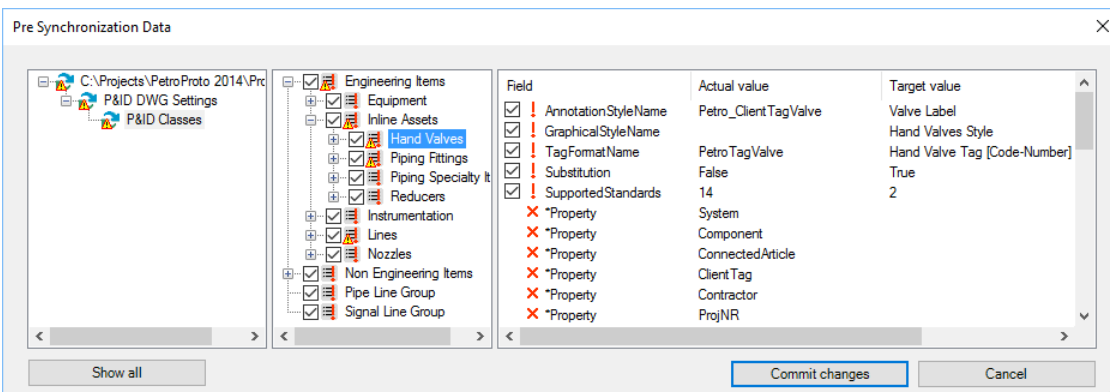 Pre Synchronization Data
C:\Projects\PetroProto 2014\Prc
P&ID DWG Settings
P&ID Classes
Engineering Items
Equipment
Inline Assets
Hand Valves
Piping Fittings
Piping Specialty It
Reducers
Instrumentation
Lines
Nozzles
Non Engineering Items
Pipe Line Group
Signal Line Group
Field Actual value Target value
AnnotationStyleName Petro_ClientTagValve Valve Label
GraphicalStyleName Hand Valves Style
TagFormatName PetroTagValve Hand Valve Tag [Code-Number]
Substitution False True
SupportedStandards 14 2
*Property System
*Property Component
*Property ConnectedArticle
*Property ClientTag
*Property Contractor
*Property ProjNR
Show all Commit changes Cancel